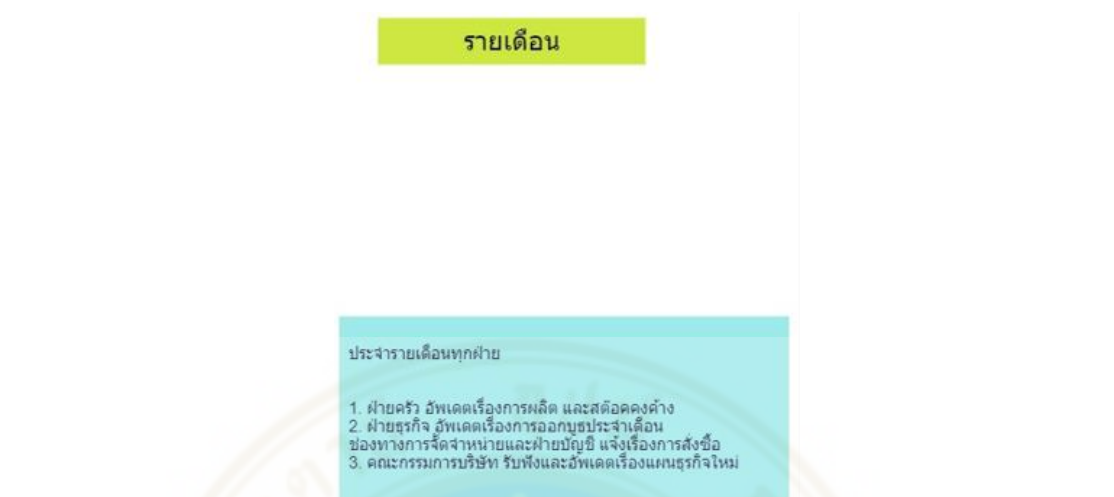 รายเดือน
ประจำรายเดือนทุกฝ่าย
1. ฝ่ายครัว อัพเดตเรื่องการผลิต และสต๊อคคงค้าง
2. ฝ่ายธุรกิจ อัพเดตเรื่องการออกบูธประจำเดือน
ช่องทางการจัดจำหน่ายและฝ่ายบัญชี แจ้งเรื่องการสั่งซื้อ
3. คณะกรรมการบริษัท รับฟังและอัพเดตเรื่องแผนธุรกิจใหม่